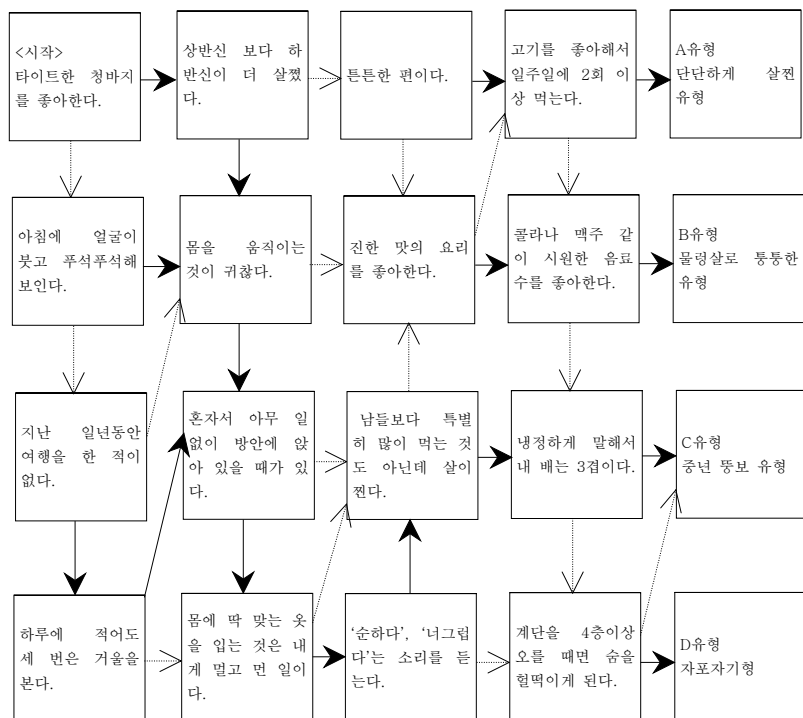 <시작>
타이트한 청바지
를 좋아한다.
상반신 보다 하
반신이 더 살쪘
다.
튼튼한 편이다.
고기를 좋아해서
일주일에 2회 이
상 먹는다.
A유형
단단하게 살찐
유형
아침에 얼굴이
붓고 푸석푸석해
보인다.
몸을 움직이는
것이 귀찮다.
진한 맛의 요리
를 좋아한다.
콜라나 맥주 같
이 시원한 음료
수를 좋아한다.
B유형
물렁살로 퉁퉁한
유형
지난 일년동안
여행을 한 적이
없다.
혼자서 아무 일
없이 방안에 앉
아 있을 때가 있
다.
남들보다 특별
히 많이 먹는 것
도 아닌데 살이
찐다.
냉정하게 말해서
내 배는 3겹이다.
C유형
중년 뚱보 유형
하루에 적어도
세 번은 거울을
본다.
몸에 딱 맞는 옷
을 입는 것은 내
게 멀고 먼 일이
다.
‘순하다’, ‘너그럽
다’는 소리를 듣
는다.
계단을 4층이상
오를 때면 숨을
헐떡이게 된다.
D유형
자포자기형